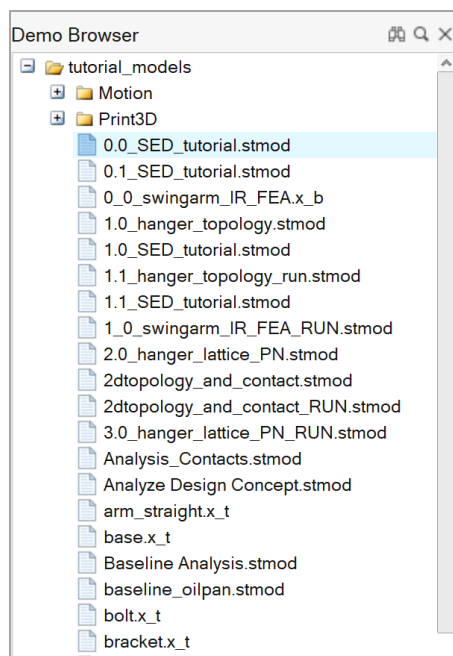 Demo Browser
tutorial_models
Motion
Print3D
0.0_SED_tutorial.stmod
0.1_SED_tutorial.stmod
0_0_swingarm_IR_FEA.x_b
1.0_hanger_topology.stmod
1.0_SED_tutorial.stmod
1.1_hanger_topology_run.stmod
1.1_SED_tutorial.stmod
1_0_swingarm_IR_FEA_RUN.stmod
2.0_hanger_lattice_PN.stmod
2dtopology_and_contact.stmod
2dtopology_and_contact_RUN.stmod
3.0_hanger_lattice_PN_RUN.stmod
Analysis_Contacts.stmod
Analyze Design Concept.stmod
arm_straight.x_t
base.x_t
Baseline Analysis.stmod
baseline_oilpan.stmod
bolt.x_t
bracket.x_t